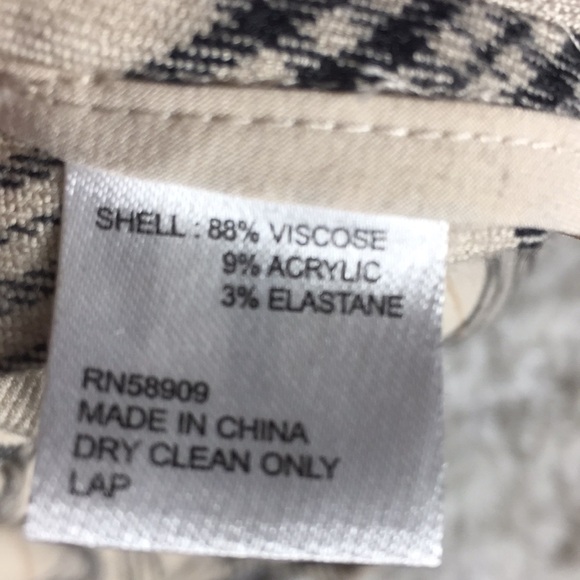 SHELL : 88% VISCOSE
9% ACRYLIC
3% ELASTANE
RN58909
MADE IN CHINA
DRY CLEAN ONLY
LAP